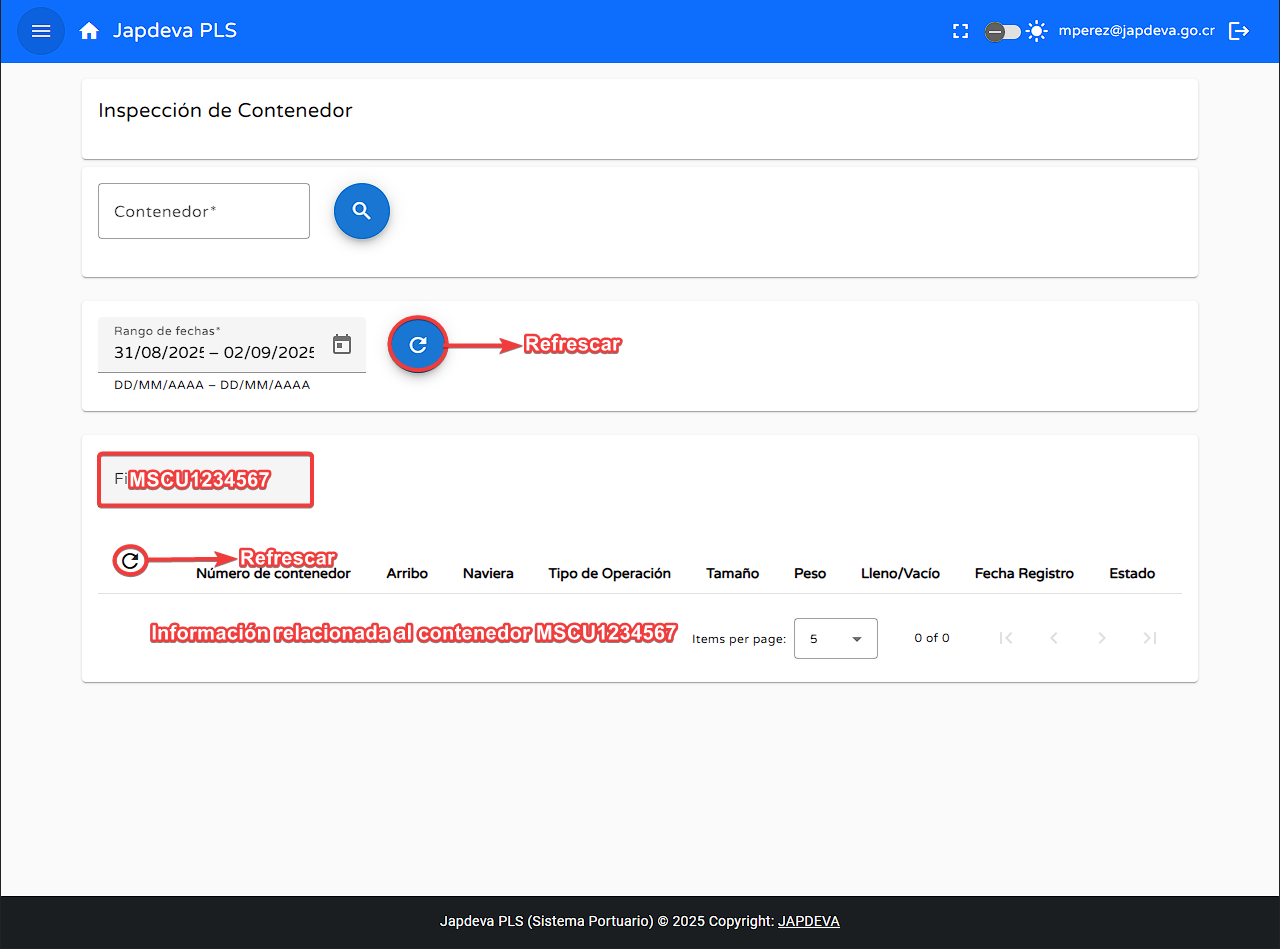 Japdeva PLS
mperez@japdeva.go.cr
Inspección de Contenedor
Contenedor*
Rango de fechas*
31/08/2025 – 02/09/2025
Refrescar
DD/MM/AAAA – DD/MM/AAAA
Fi MSCU1234567
Refrescar
Número de contenedor Arribo Naviera Tipo de Operación Tamaño Peso Lleno/Vacío Fecha Registro Estado
Información relacionada al contenedor MSCU1234567
Items per page: 5 0 of 0
Japdeva PLS (Sistema Portuario) © 2025 Copyright: JAPDEVA